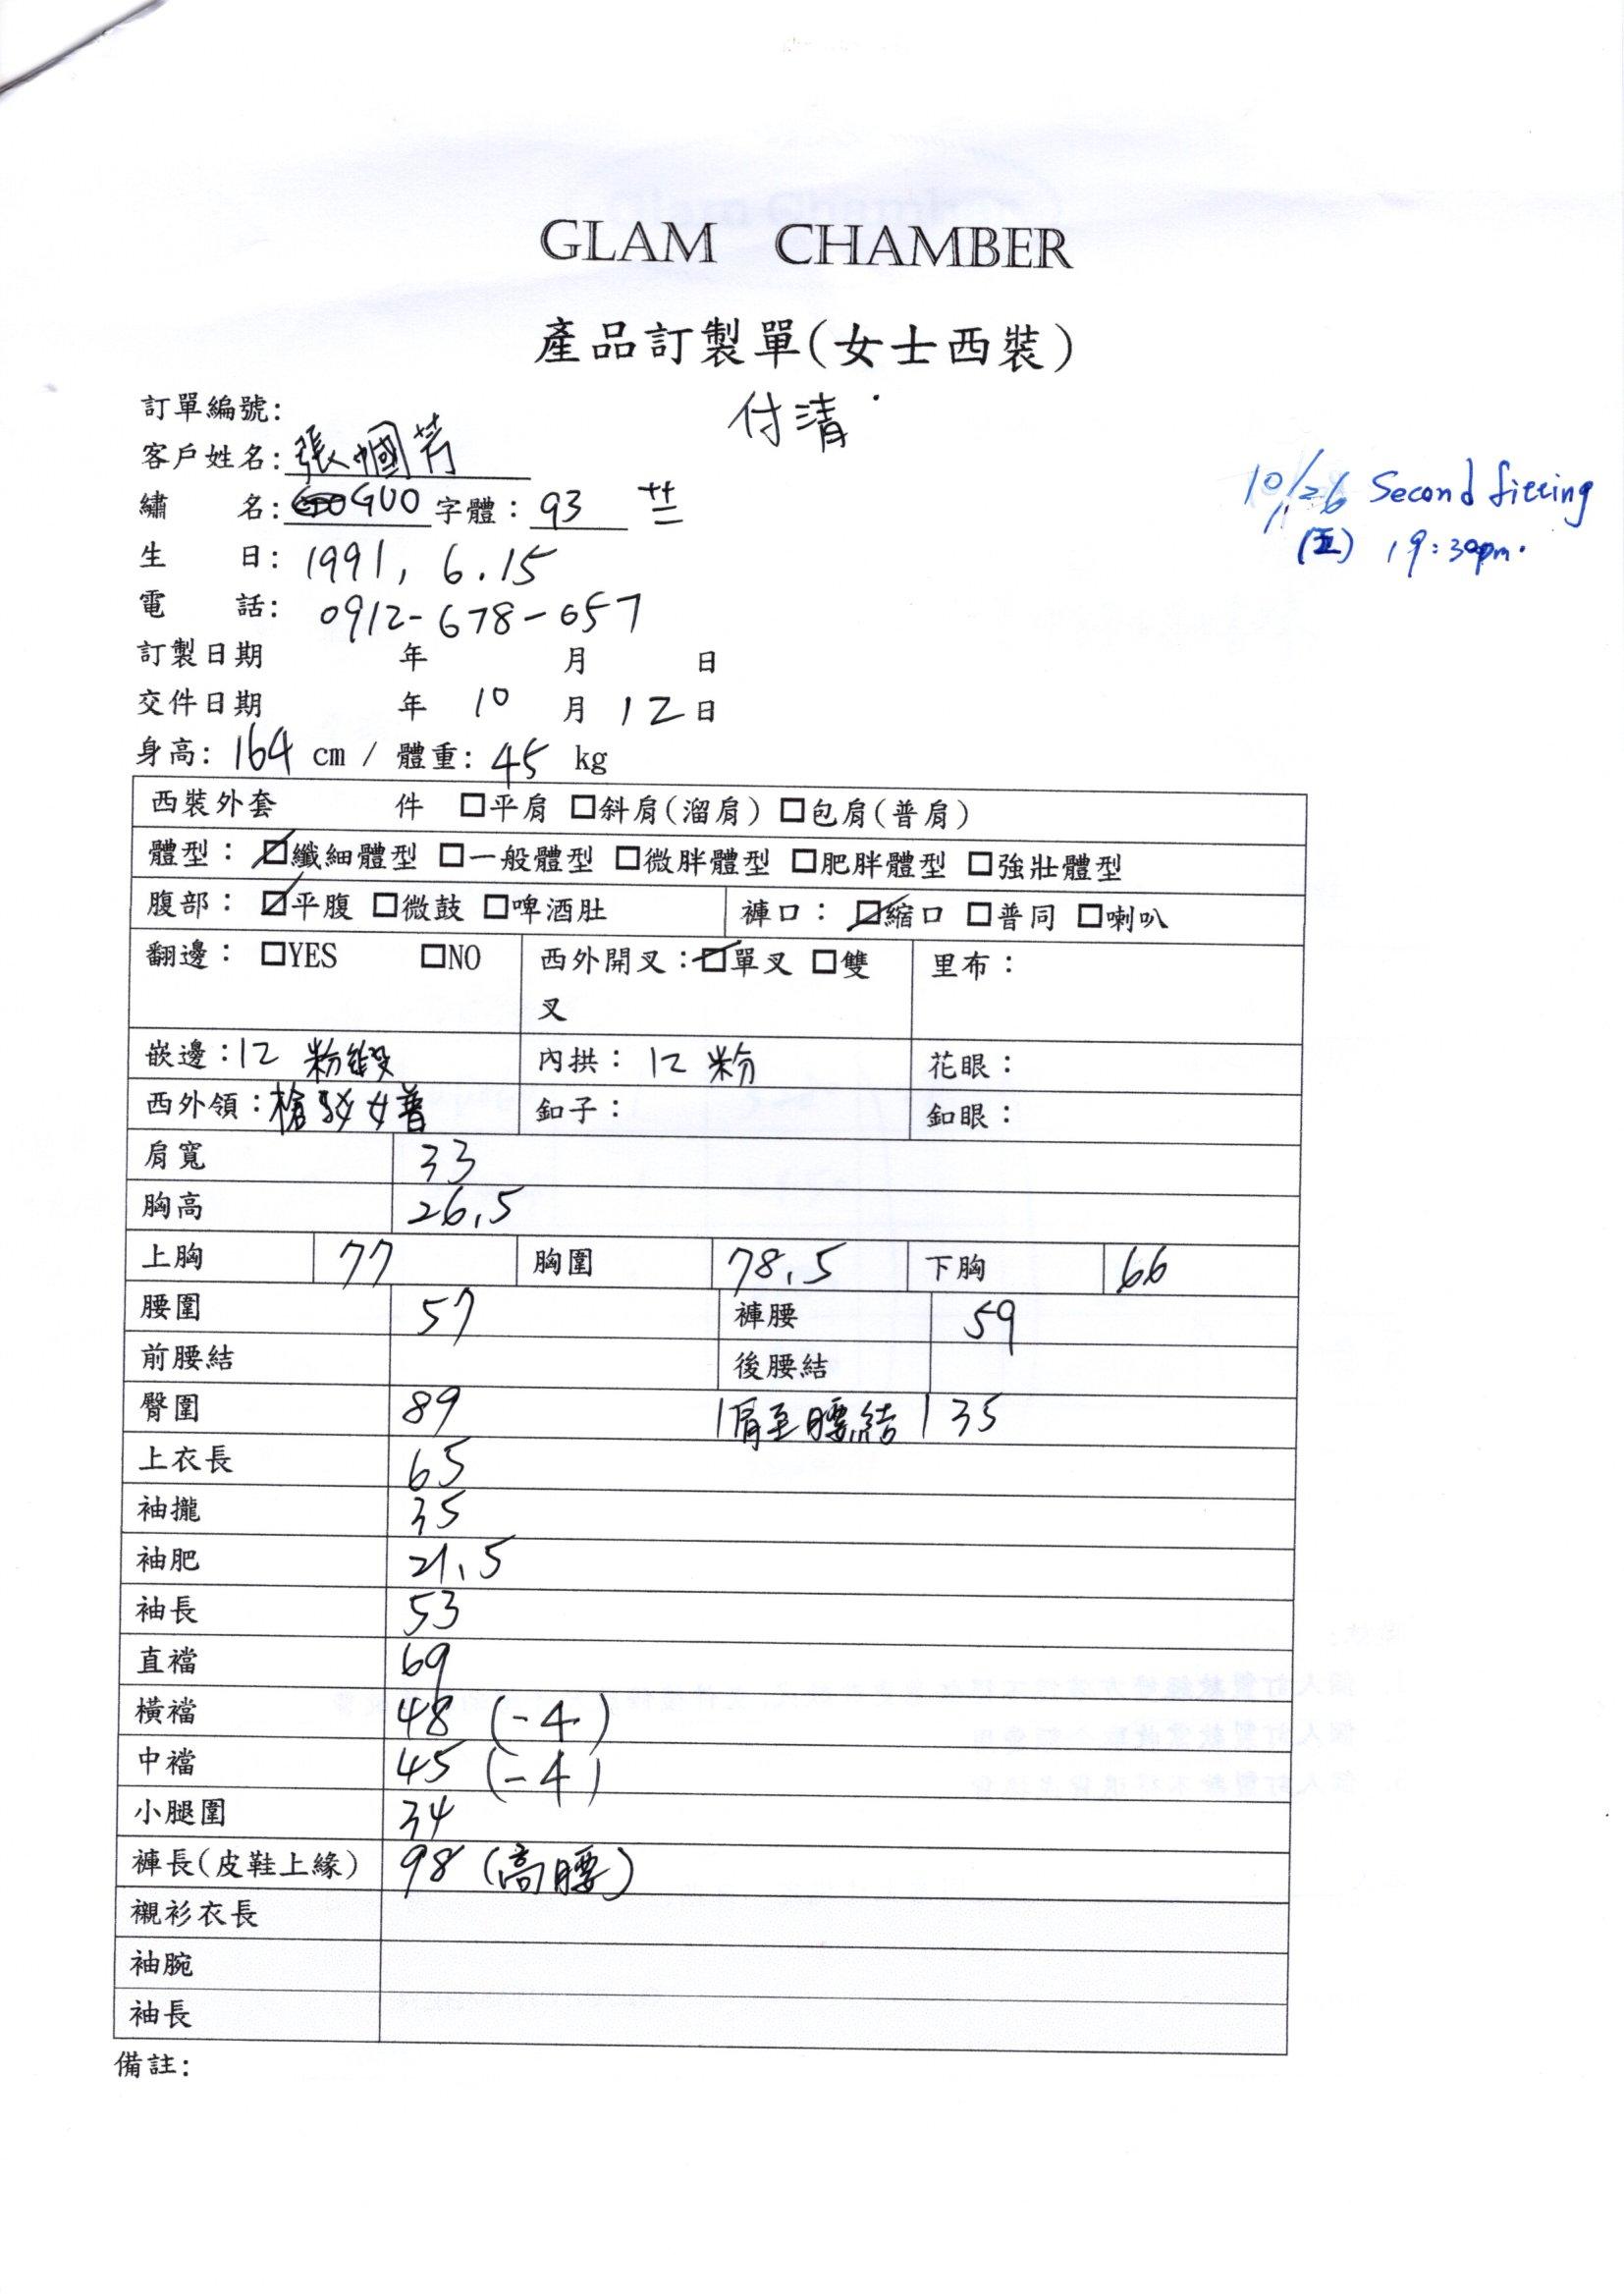 GLAM CHAMBER
產品訂製單(女士西裝)
付清.
訂單編號:
客戶姓名: 張幗芳
繡 名: GUO 字體: 93
10/26 Second fitting
(五) 19:30pm.
生 日: 1991, 6.15
電 話: 0912-678-057
訂製日期 年 月 日
交件日期 年 10 月 12 日
身高: 164 cm / 體重: 45 kg
西裝外套 件 □平肩 □斜肩(溜肩) □包肩(普肩)
體型: ☑纖細體型 □一般體型 □微胖體型 □肥胖體型 □強壯體型
腹部: ☑平腹 □微鼓 □啤酒肚 褲口: ☑縮口 □普同 □喇叭
翻邊: □YES □NO 西外開叉: ☑單叉 □雙叉 里布:
嵌邊: 12 粉緞 內拱: 12 粉 花眼:
西外領: 槍駁女普 釦子: 釦眼:
肩寬 33
胸高 26.5
上胸 77 胸圍 78.5 下胸 66
腰圍 57 褲腰 59
前腰結 後腰結
臀圍 89 肩至腰結 35
上衣長 65
袖攏 35
袖肥 21.5
袖長 53
直襠 69
橫襠 48 (-4)
中襠 45 (-4)
小腿圍 34
褲長(皮鞋上緣) 98 (高腰)
襯衫衣長
袖腕
袖長
備註: